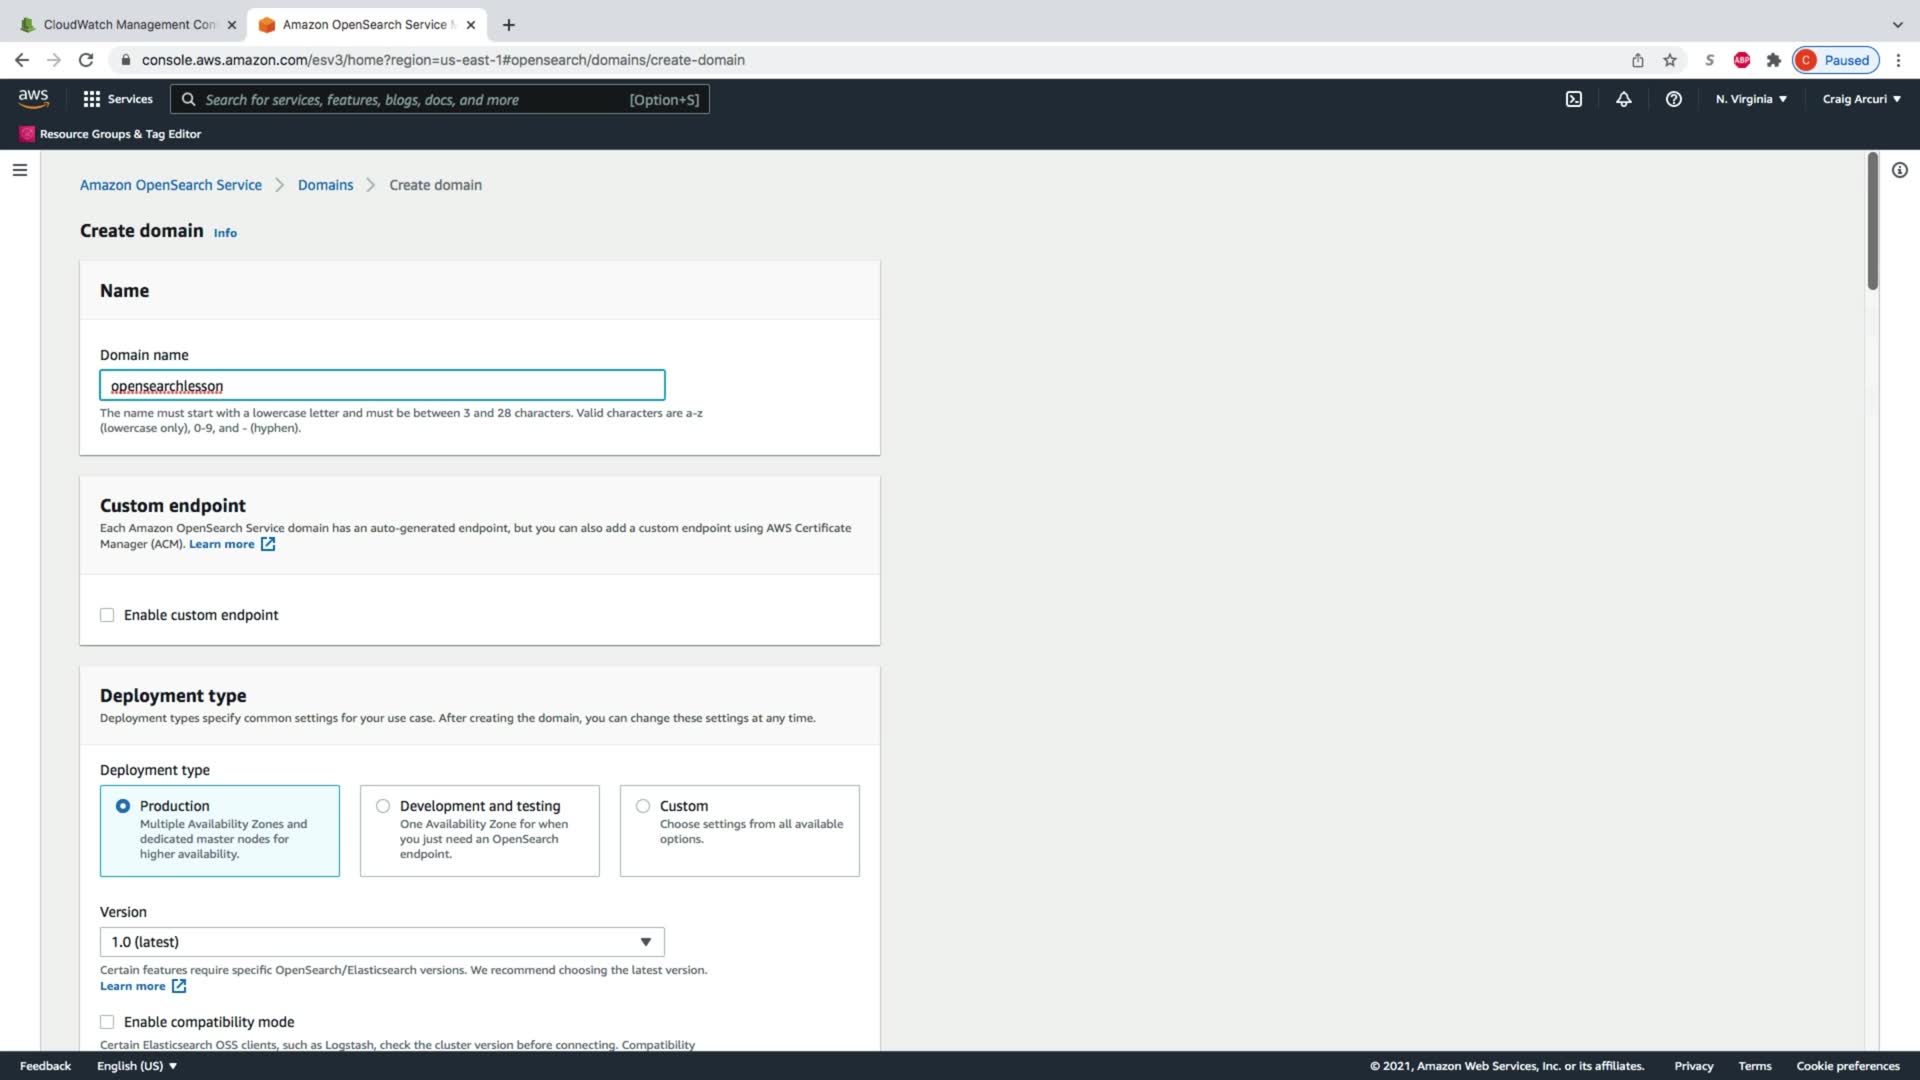 CloudWatch Management Con
Amazon OpenSearch Service M
console.aws.amazon.com/esv3/home?region=us-east-1#opensearch/domains/create-domain
S
ABP
C Paused
aws
Services
Search for services, features, blogs, docs, and more [Option+S]
N. Virginia
Craig Arcuri
Resource Groups & Tag Editor
Amazon OpenSearch Service
Domains
Create domain
Create domain Info
Name
Domain name
opensearchlesson
The name must start with a lowercase letter and must be between 3 and 28 characters. Valid characters are a-z
(lowercase only), 0-9, and - (hyphen).
Custom endpoint
Each Amazon OpenSearch Service domain has an auto-generated endpoint, but you can also add a custom endpoint using AWS Certificate
Manager (ACM). Learn more
Enable custom endpoint
Deployment type
Deployment types specify common settings for your use case. After creating the domain, you can change these settings at any time.
Deployment type
Production
Multiple Availability Zones and
dedicated master nodes for
higher availability.
Development and testing
One Availability Zone for when
you just need an OpenSearch
endpoint.
Custom
Choose settings from all available
options.
Version
1.0 (latest)
Certain features require specific OpenSearch/Elasticsearch versions. We recommend choosing the latest version.
Learn more
Enable compatibility mode
Certain Elasticsearch OSS clients, such as Logstash, check the cluster version before connecting. Compatibility
Feedback
English (US)
© 2021, Amazon Web Services, Inc. or its affiliates.
Privacy
Terms
Cookie preferences